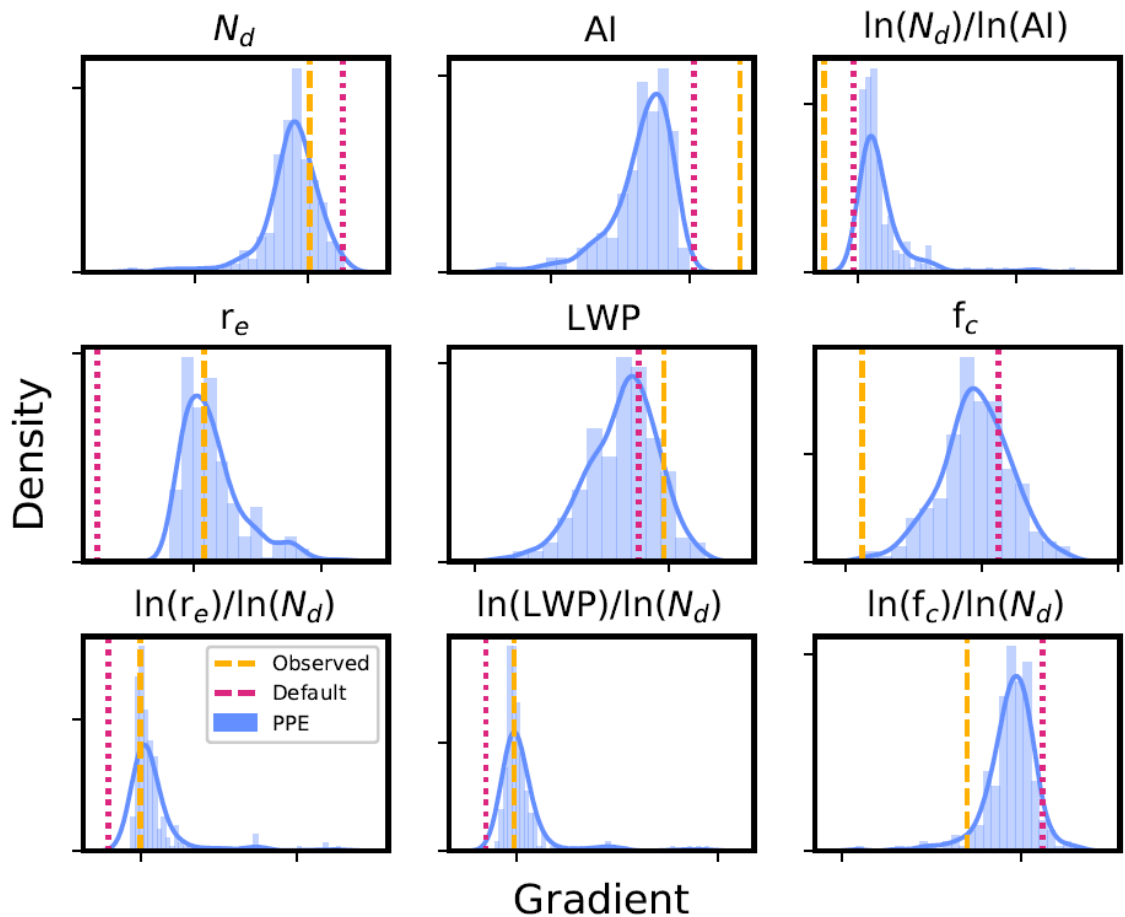 N_d
AI
ln(N_d)/ln(AI)
r_e
LWP
f_c
Density
ln(r_e)/ln(N_d)
ln(LWP)/ln(N_d)
ln(f_c)/ln(N_d)
Observed
Default
PPE
Gradient